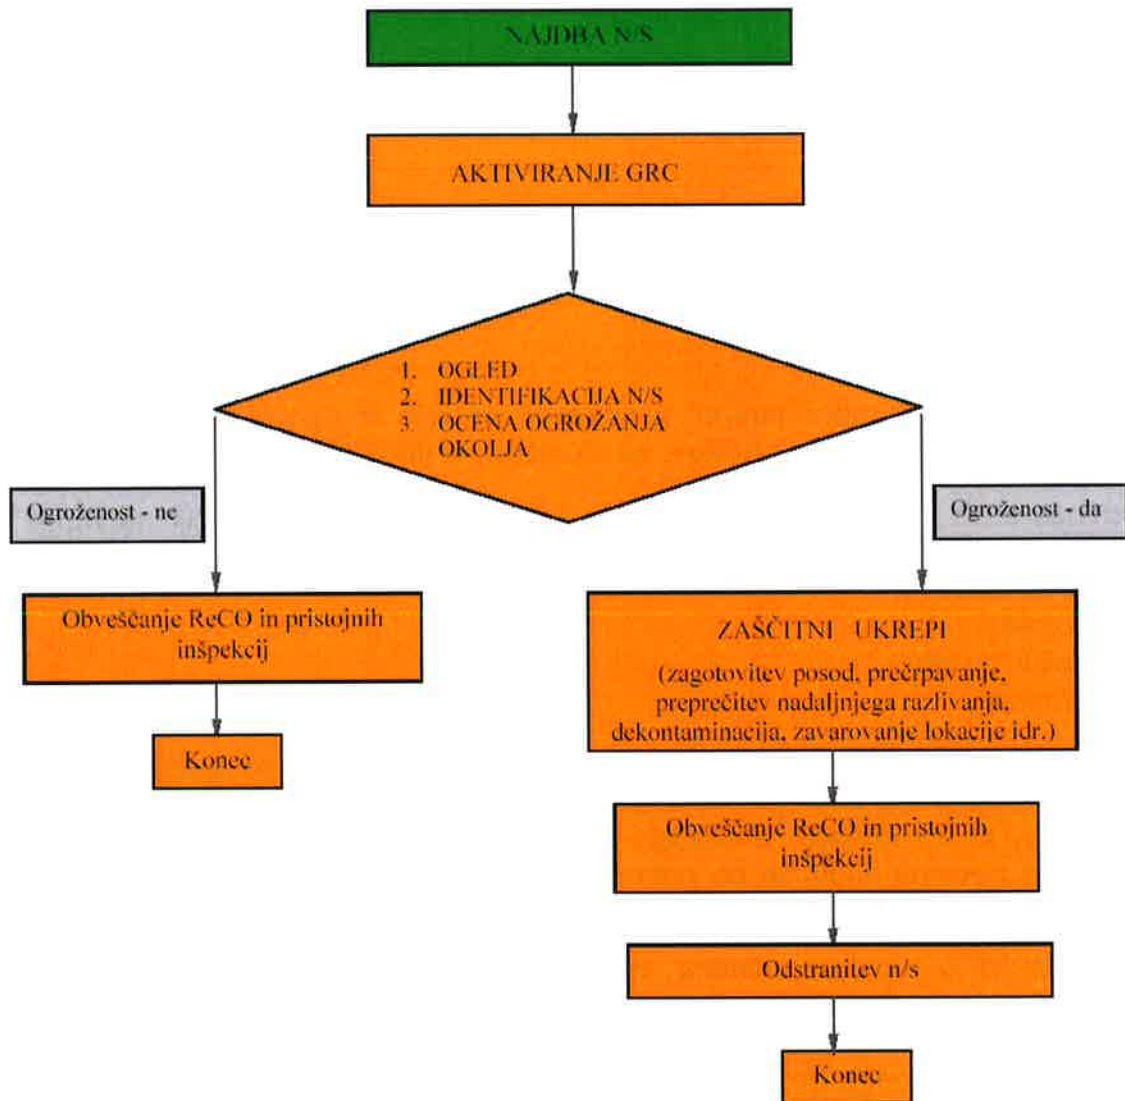 NAJDBA N/S
AKTIVIRANJE GRC
1. OGLED
2. IDENTIFIKACIJA N/S
3. OCENA OGROŽANJA
OKOLJA
Ogroženost - ne
Ogroženost - da
Obveščanje ReCO in pristojnih
inšpekcij
Konec
ZAŠČITNI UKREPI
(zagotovitev posod, prečrpavanje,
preprečitev nadaljnjega razlivanja,
dekontaminacija, zavarovanje lokacije idr.)
Obveščanje ReCO in pristojnih
inšpekcij
Odstranitev n/s
Konec